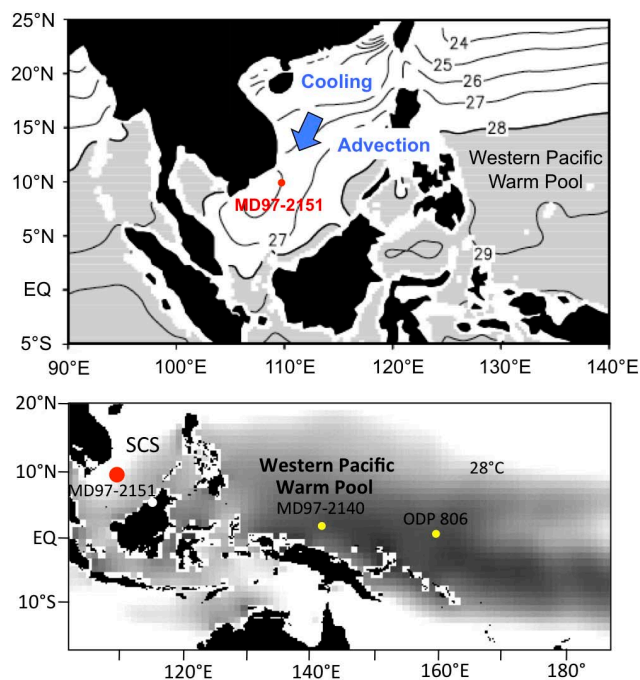 25°N
24
20°N
Cooling
25
26
27
15°N
28
Advection
Western Pacific
Warm Pool
10°N
MD97-2151
5°N
27
29
EQ
5°S
90°E 100°E 110°E 120°E 130°E 140°E
20°N
SCS
10°N
Western Pacific
Warm Pool
28°C
MD97-2151
MD97-2140
ODP 806
EQ
10°S
120°E 140°E 160°E 180°